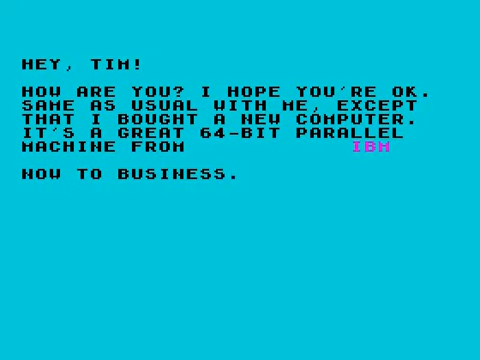 HEY, TIM!
HOW ARE YOU? I HOPE YOU'RE OK.
SAME AS USUAL WITH ME, EXCEPT
THAT I BOUGHT A NEW COMPUTER.
IT'S A GREAT 64-BIT PARALLEL
MACHINE FROM IBM
NOW TO BUSINESS.